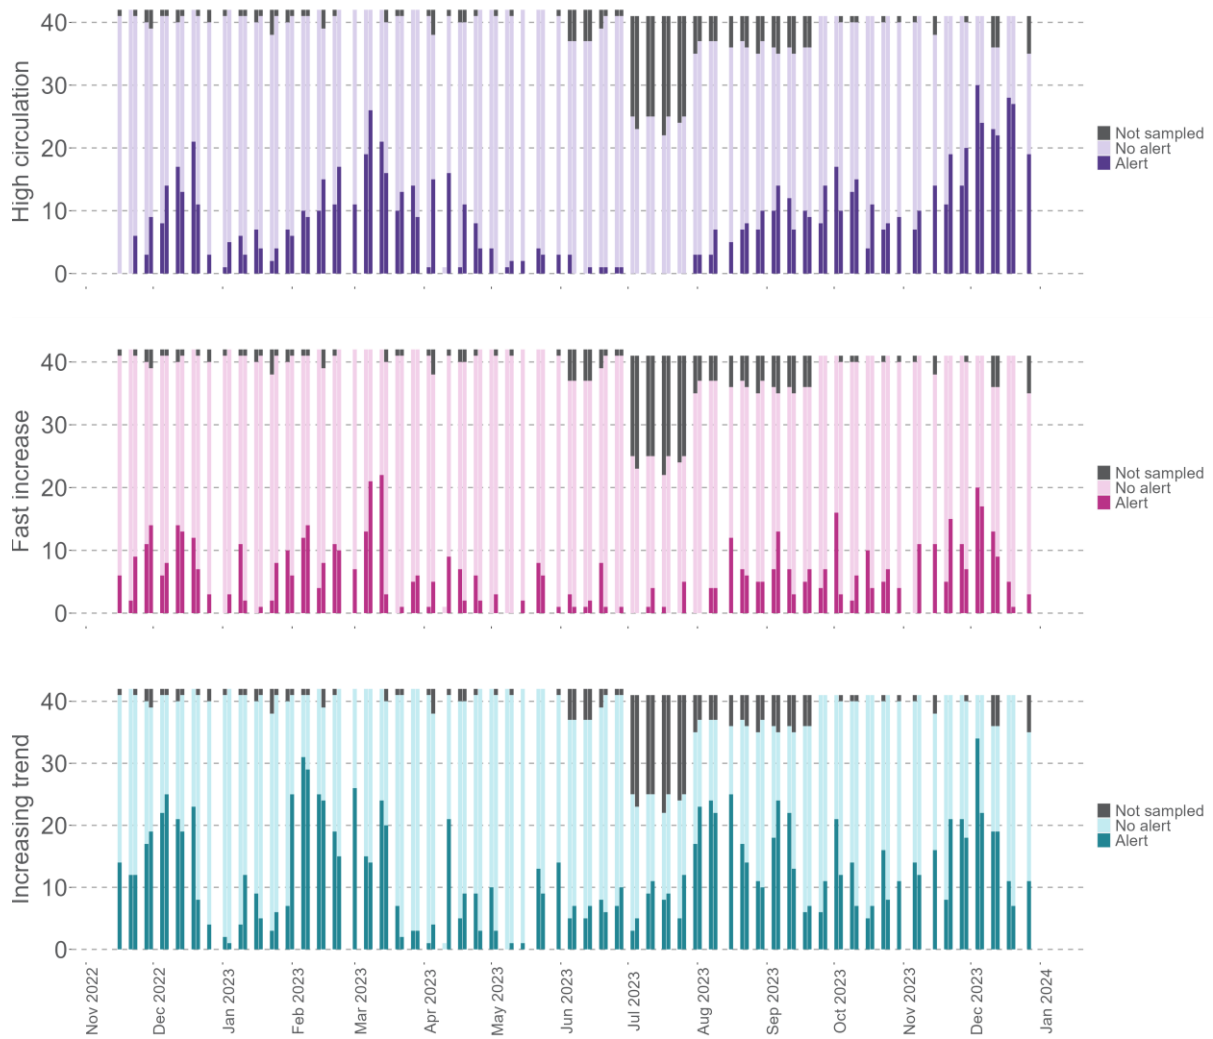 High circulation
40
30
20
10
0
Not sampled
No alert
Alert
Fast increase
40
30
20
10
0
Not sampled
No alert
Alert
Increasing trend
40
30
20
10
0
Not sampled
No alert
Alert
Nov 2022
Dec 2022
Jan 2023
Feb 2023
Mar 2023
Apr 2023
May 2023
Jun 2023
Jul 2023
Aug 2023
Sep 2023
Oct 2023
Nov 2023
Dec 2023
Jan 2024